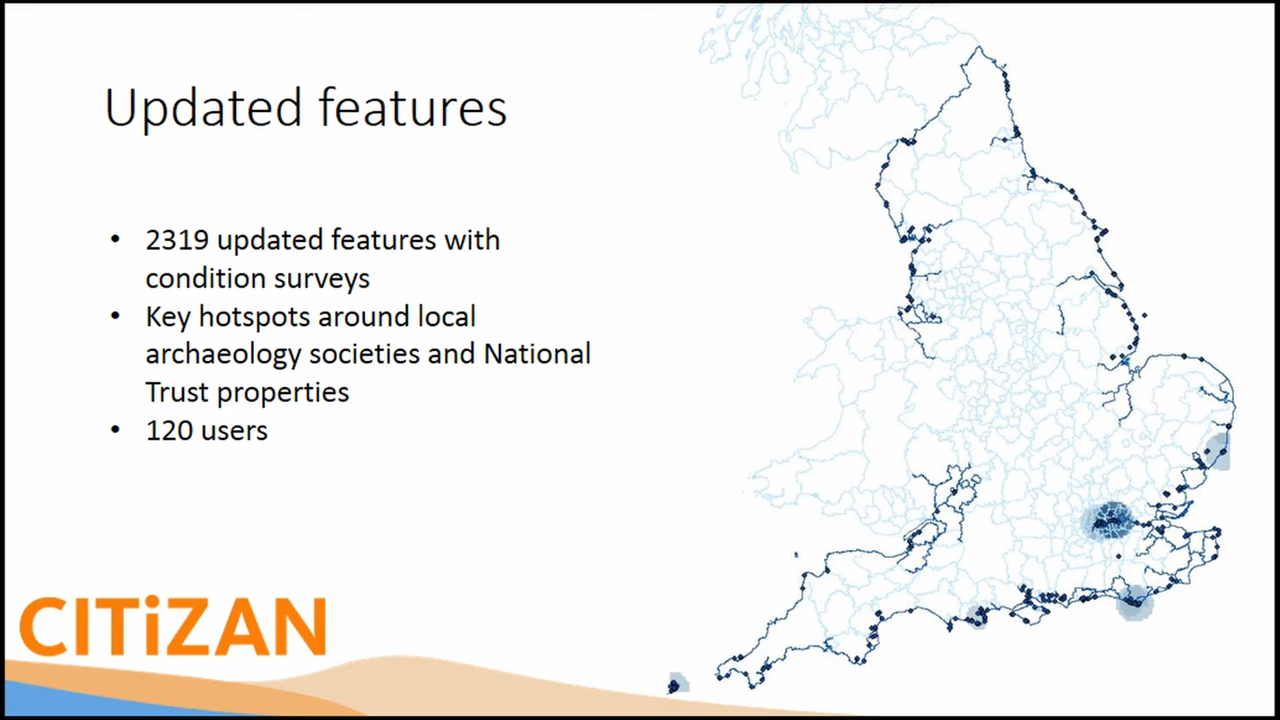 Updated features
• 2319 updated features with
condition surveys
• Key hotspots around local
archaeology societies and National
Trust properties
• 120 users
CITiZAN